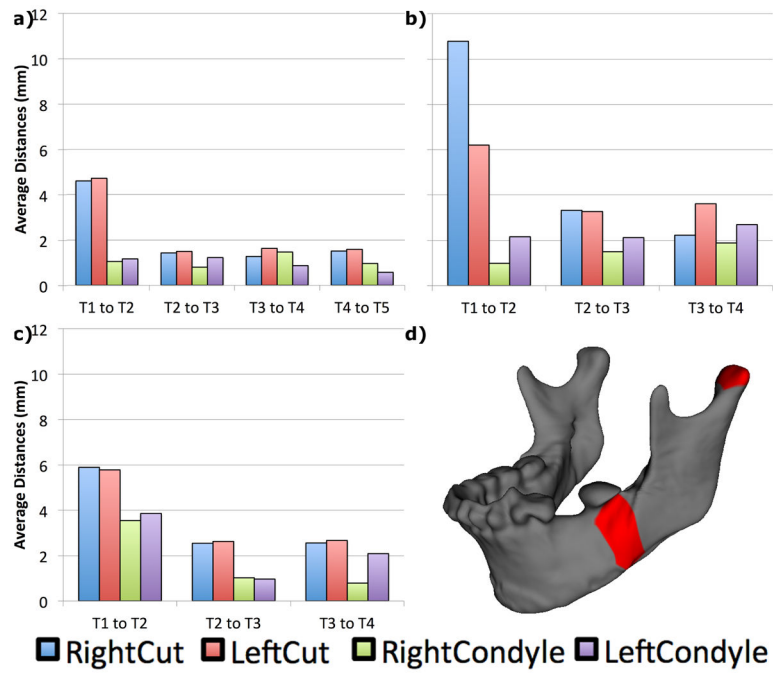 a) 12
10
8
6
4
2
0
Average Distances (mm)
T1 to T2 T2 to T3 T3 to T4 T4 to T5
b)
T1 to T2 T2 to T3 T3 to T4
c) 12
10
8
6
4
2
0
Average Distances (mm)
T1 to T2 T2 to T3 T3 to T4
d)
RightCut LeftCut RightCondyle LeftCondyle